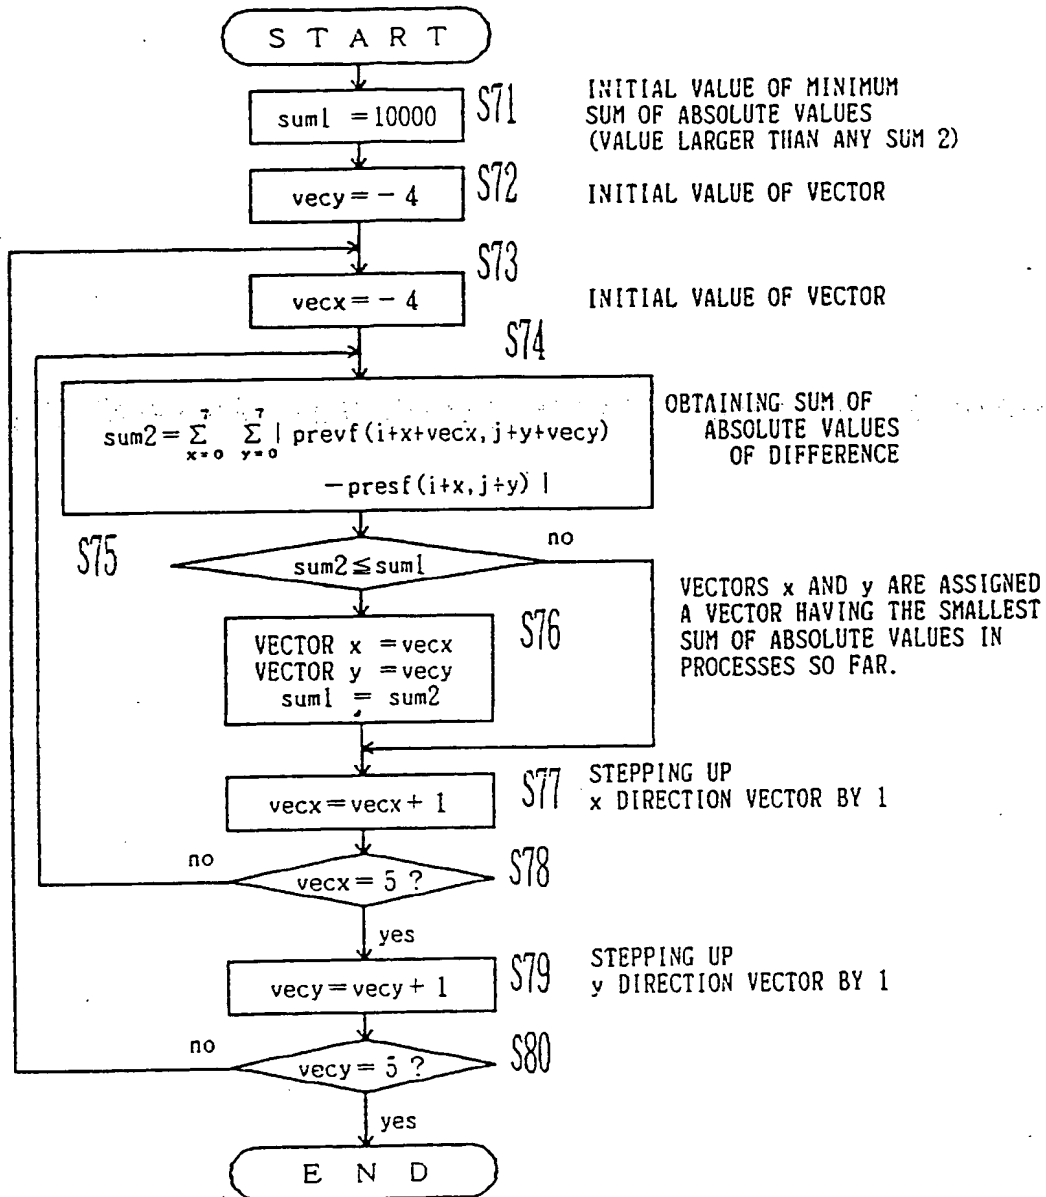 S T A R T
sum1 = 10000
S71
INITIAL VALUE OF MINIMUM
SUM OF ABSOLUTE VALUES
(VALUE LARGER THAN ANY SUM 2)
vecy = - 4
S72
INITIAL VALUE OF VECTOR
S73
vecx = - 4
INITIAL VALUE OF VECTOR
S74
sum2 = 7Σx=0 7Σy=0 | prevf(i+x+vecx, j+y+vecy)
−presf(i+x, j+y) |
OBTAINING SUM OF
ABSOLUTE VALUES
OF DIFFERENCE
S75
sum2 ≦ sum1
no
VECTORS x AND y ARE ASSIGNED
A VECTOR HAVING THE SMALLEST
SUM OF ABSOLUTE VALUES IN
PROCESSES SO FAR.
S76
VECTOR x = vecx
VECTOR y = vecy
sum1 = sum2
vecx = vecx + 1
S77
STEPPING UP
x DIRECTION VECTOR BY 1
no
vecx = 5 ?
S78
yes
vecy = vecy + 1
S79
STEPPING UP
y DIRECTION VECTOR BY 1
no
vecy = 5 ?
S80
yes
E N D